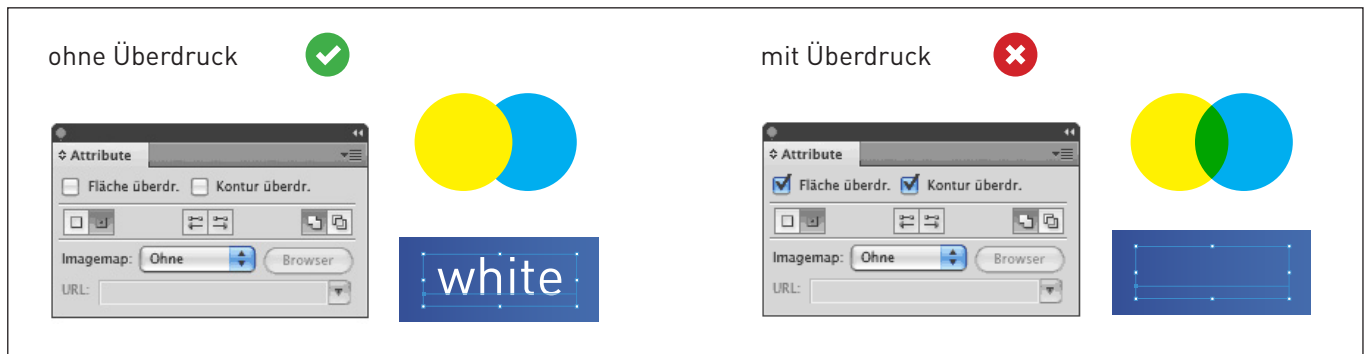 ohne Überdruck
Attribute
Fläche überdr. Kontur überdr.
Imagemap: Ohne Browser
URL:
white
mit Überdruck
Attribute
Fläche überdr. Kontur überdr.
Imagemap: Ohne Browser
URL: